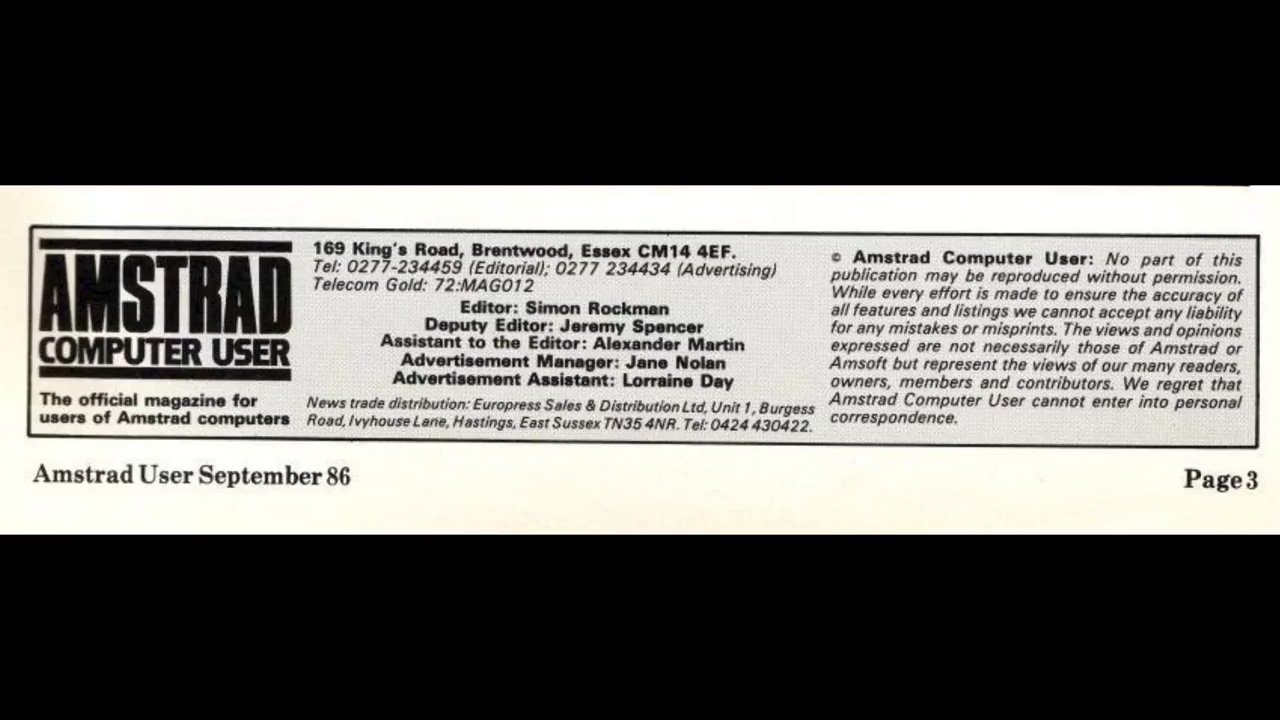 AMSTRAD
COMPUTER USER
The official magazine for
users of Amstrad computers
169 King's Road, Brentwood, Essex CM14 4EF.
Tel: 0277-234459 (Editorial); 0277 234434 (Advertising)
Telecom Gold: 72:MAG012
Editor: Simon Rockman
Deputy Editor: Jeremy Spencer
Assistant to the Editor: Alexander Martin
Advertisement Manager: Jane Nolan
Advertisement Assistant: Lorraine Day
News trade distribution: Europress Sales & Distribution Ltd, Unit 1, Burgess
Road, Ivyhouse Lane, Hastings, East Sussex TN35 4NR. Tel: 0424 430422.
© Amstrad Computer User: No part of this
publication may be reproduced without permission.
While every effort is made to ensure the accuracy of
all features and listings we cannot accept any liability
for any mistakes or misprints. The views and opinions
expressed are not necessarily those of Amstrad or
Amsoft but represent the views of our many readers,
owners, members and contributors. We regret that
Amstrad Computer User cannot enter into personal
correspondence.
Amstrad User September 86
Page 3